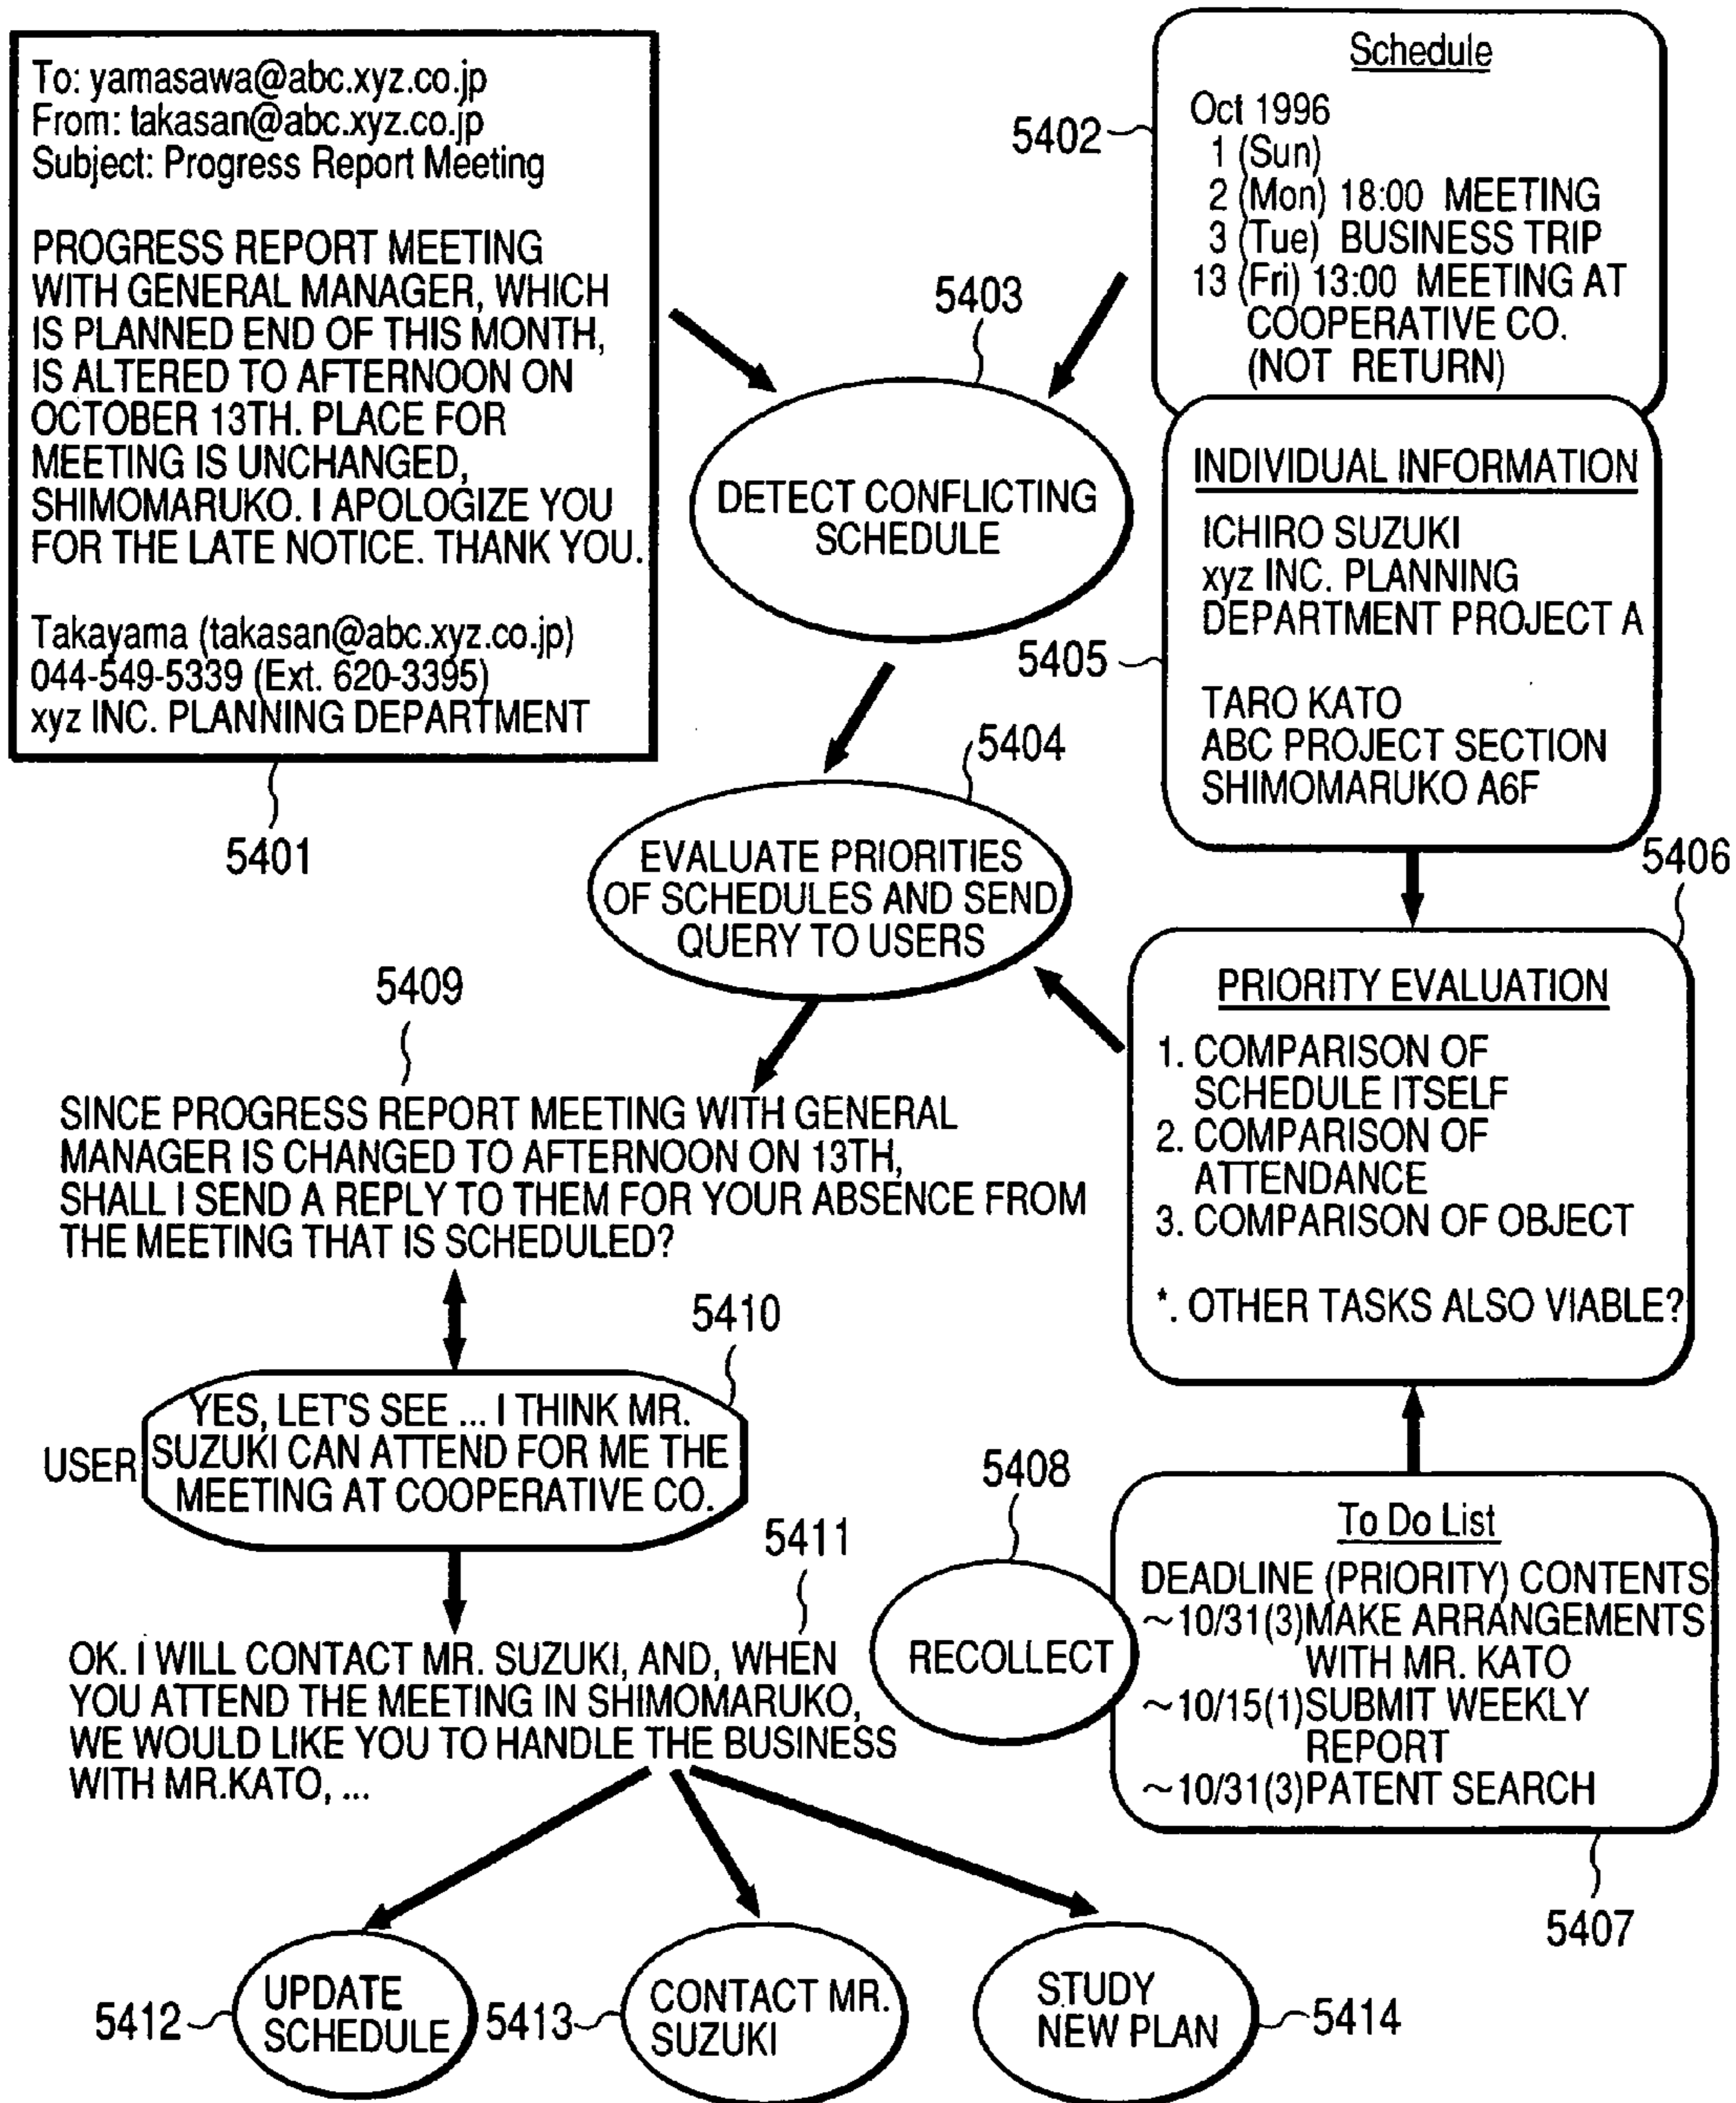 To: yamasawa@abc.xyz.co.jp
From: takasan@abc.xyz.co.jp
Subject: Progress Report Meeting
PROGRESS REPORT MEETING
WITH GENERAL MANAGER, WHICH
IS PLANNED END OF THIS MONTH,
IS ALTERED TO AFTERNOON ON
OCTOBER 13TH. PLACE FOR
MEETING IS UNCHANGED,
SHIMOMARUKO. I APOLOGIZE YOU
FOR THE LATE NOTICE. THANK YOU.
Takayama (takasan@abc.xyz.co.jp)
044-549-5339 (Ext. 620-3395)
xyz INC. PLANNING DEPARTMENT
5401
Schedule
Oct 1996
1 (Sun)
2 (Mon) 18:00 MEETING
3 (Tue) BUSINESS TRIP
13 (Fri) 13:00 MEETING AT
COOPERATIVE CO.
(NOT RETURN)
5402
5403
DETECT CONFLICTING
SCHEDULE
INDIVIDUAL INFORMATION
ICHIRO SUZUKI
xyz INC. PLANNING
DEPARTMENT PROJECT A
TARO KATO
ABC PROJECT SECTION
SHIMOMARUKO A6F
5405
5404
EVALUATE PRIORITIES
OF SCHEDULES AND SEND
QUERY TO USERS
5406
PRIORITY EVALUATION
1. COMPARISON OF
SCHEDULE ITSELF
2. COMPARISON OF
ATTENDANCE
3. COMPARISON OF OBJECT
*. OTHER TASKS ALSO VIABLE?
5409
SINCE PROGRESS REPORT MEETING WITH GENERAL
MANAGER IS CHANGED TO AFTERNOON ON 13TH,
SHALL I SEND A REPLY TO THEM FOR YOUR ABSENCE FROM
THE MEETING THAT IS SCHEDULED?
5410
USER
YES, LET'S SEE ... I THINK MR.
SUZUKI CAN ATTEND FOR ME THE
MEETING AT COOPERATIVE CO.
5408
RECOLLECT
To Do List
DEADLINE (PRIORITY) CONTENTS
~10/31(3)MAKE ARRANGEMENTS
WITH MR. KATO
~10/15(1)SUBMIT WEEKLY
REPORT
~10/31(3)PATENT SEARCH
5407
5411
OK. I WILL CONTACT MR. SUZUKI, AND, WHEN
YOU ATTEND THE MEETING IN SHIMOMARUKO,
WE WOULD LIKE YOU TO HANDLE THE BUSINESS
WITH MR.KATO, ...
5412
UPDATE
SCHEDULE
5413
CONTACT MR.
SUZUKI
STUDY
NEW PLAN
5414